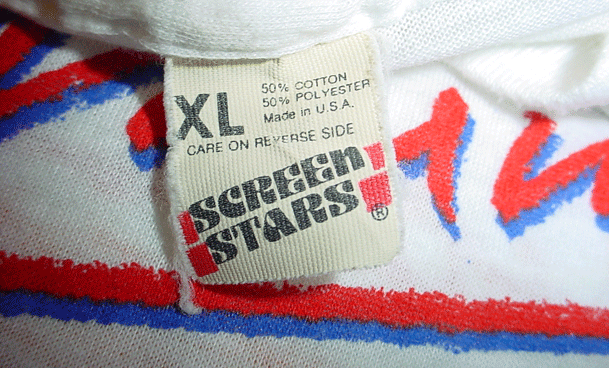 XL
50% COTTON
50% POLYESTER
Made in U.S.A.
CARE ON REVERSE SIDE
SCREEN
STARS
®